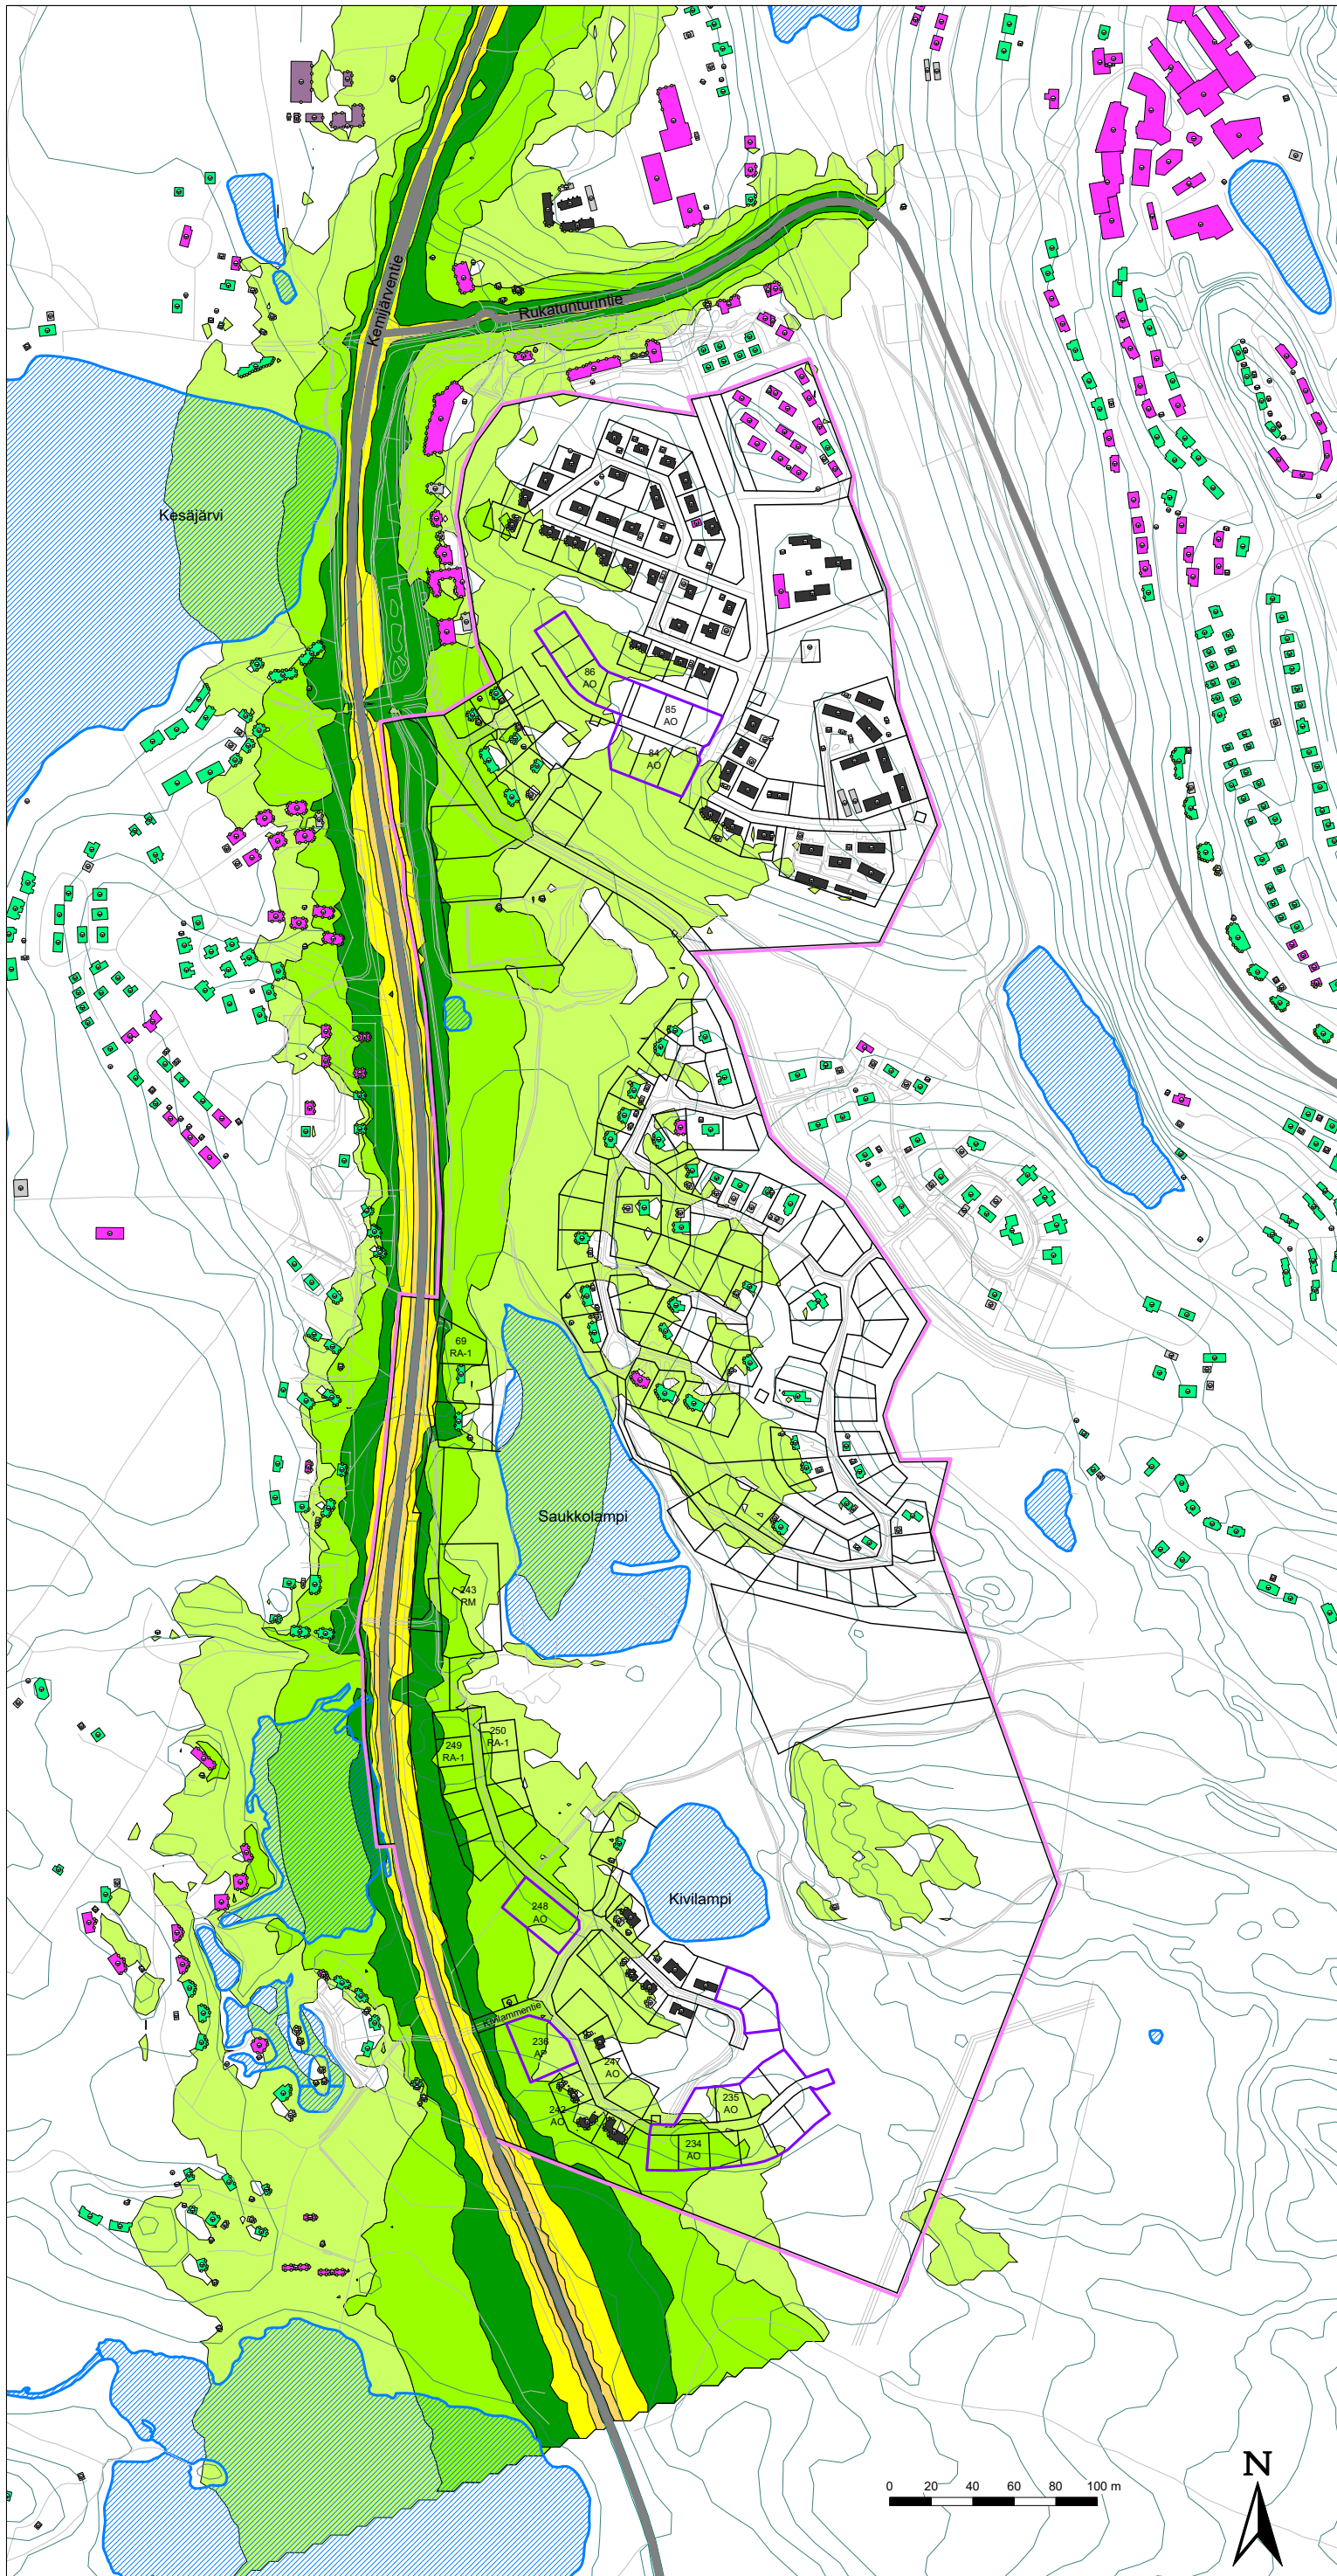 Kemijärventie
Rukatunturintie
Kesäjärvi
86
AO
85
AO
84
AO
69
RA-1
Saukkolampi
243
RM
250
RA-1
249
RA-1
Kivilampi
248
AO
Kivilammentie
236
AP
247
AO
235
AO
242
AO
234
AO
0 20 40 60 80 100 m
N